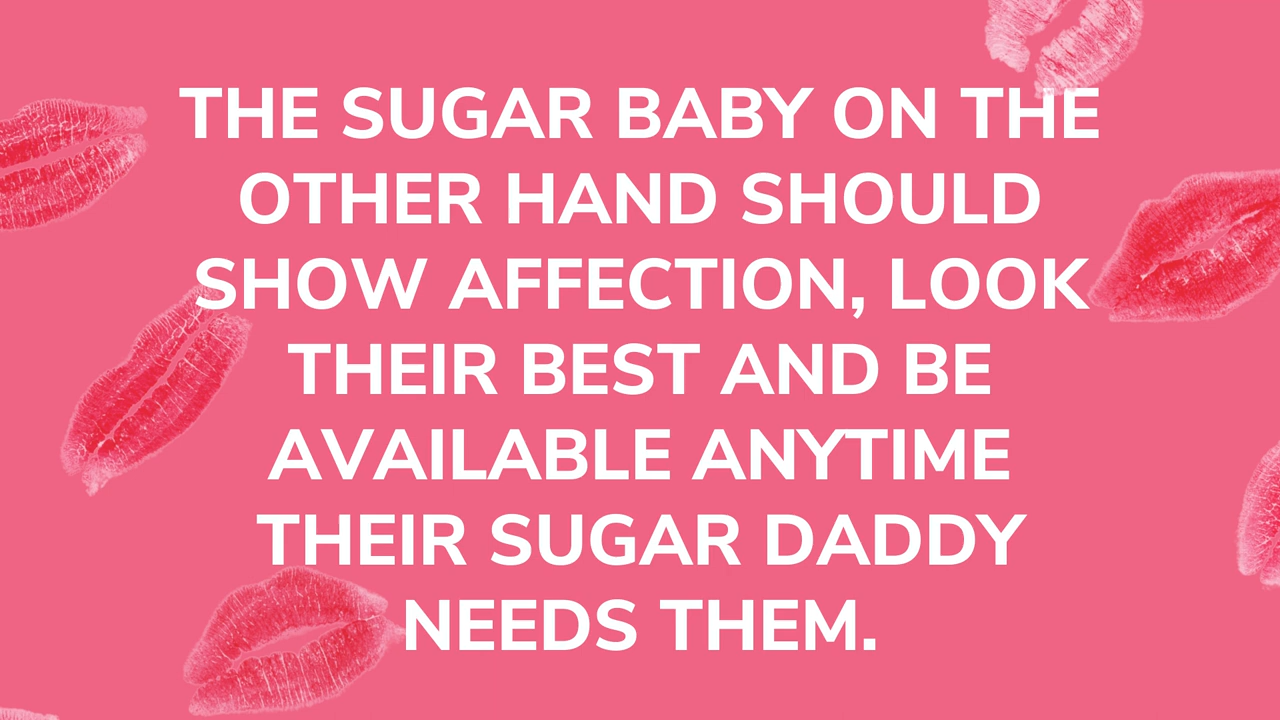 THE SUGAR BABY ON THE
OTHER HAND SHOULD
SHOW AFFECTION, LOOK
THEIR BEST AND BE
AVAILABLE ANYTIME
THEIR SUGAR DADDY
NEEDS THEM.